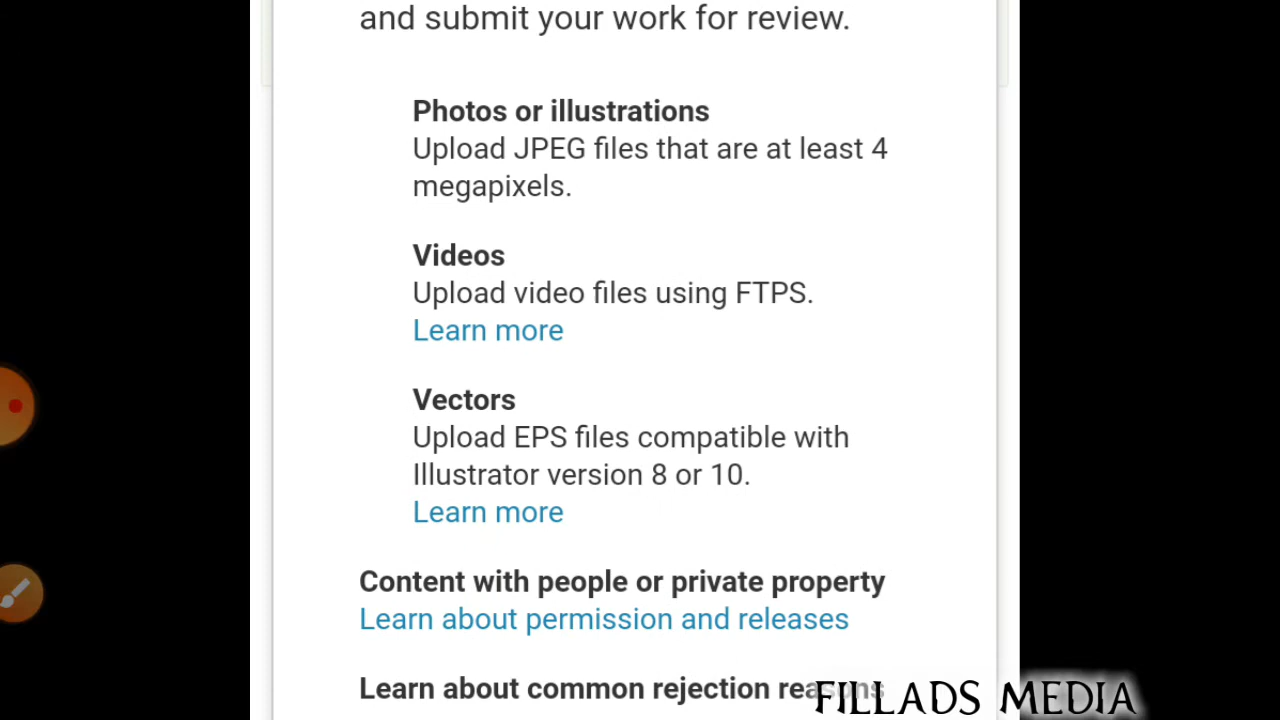 and submit your work for review.
Photos or illustrations
Upload JPEG files that are at least 4
megapixels.
Videos
Upload video files using FTPS.
Learn more
Vectors
Upload EPS files compatible with
Illustrator version 8 or 10.
Learn more
Content with people or private property
Learn about permission and releases
Learn about common rejection reasons
FILLADS MEDIA